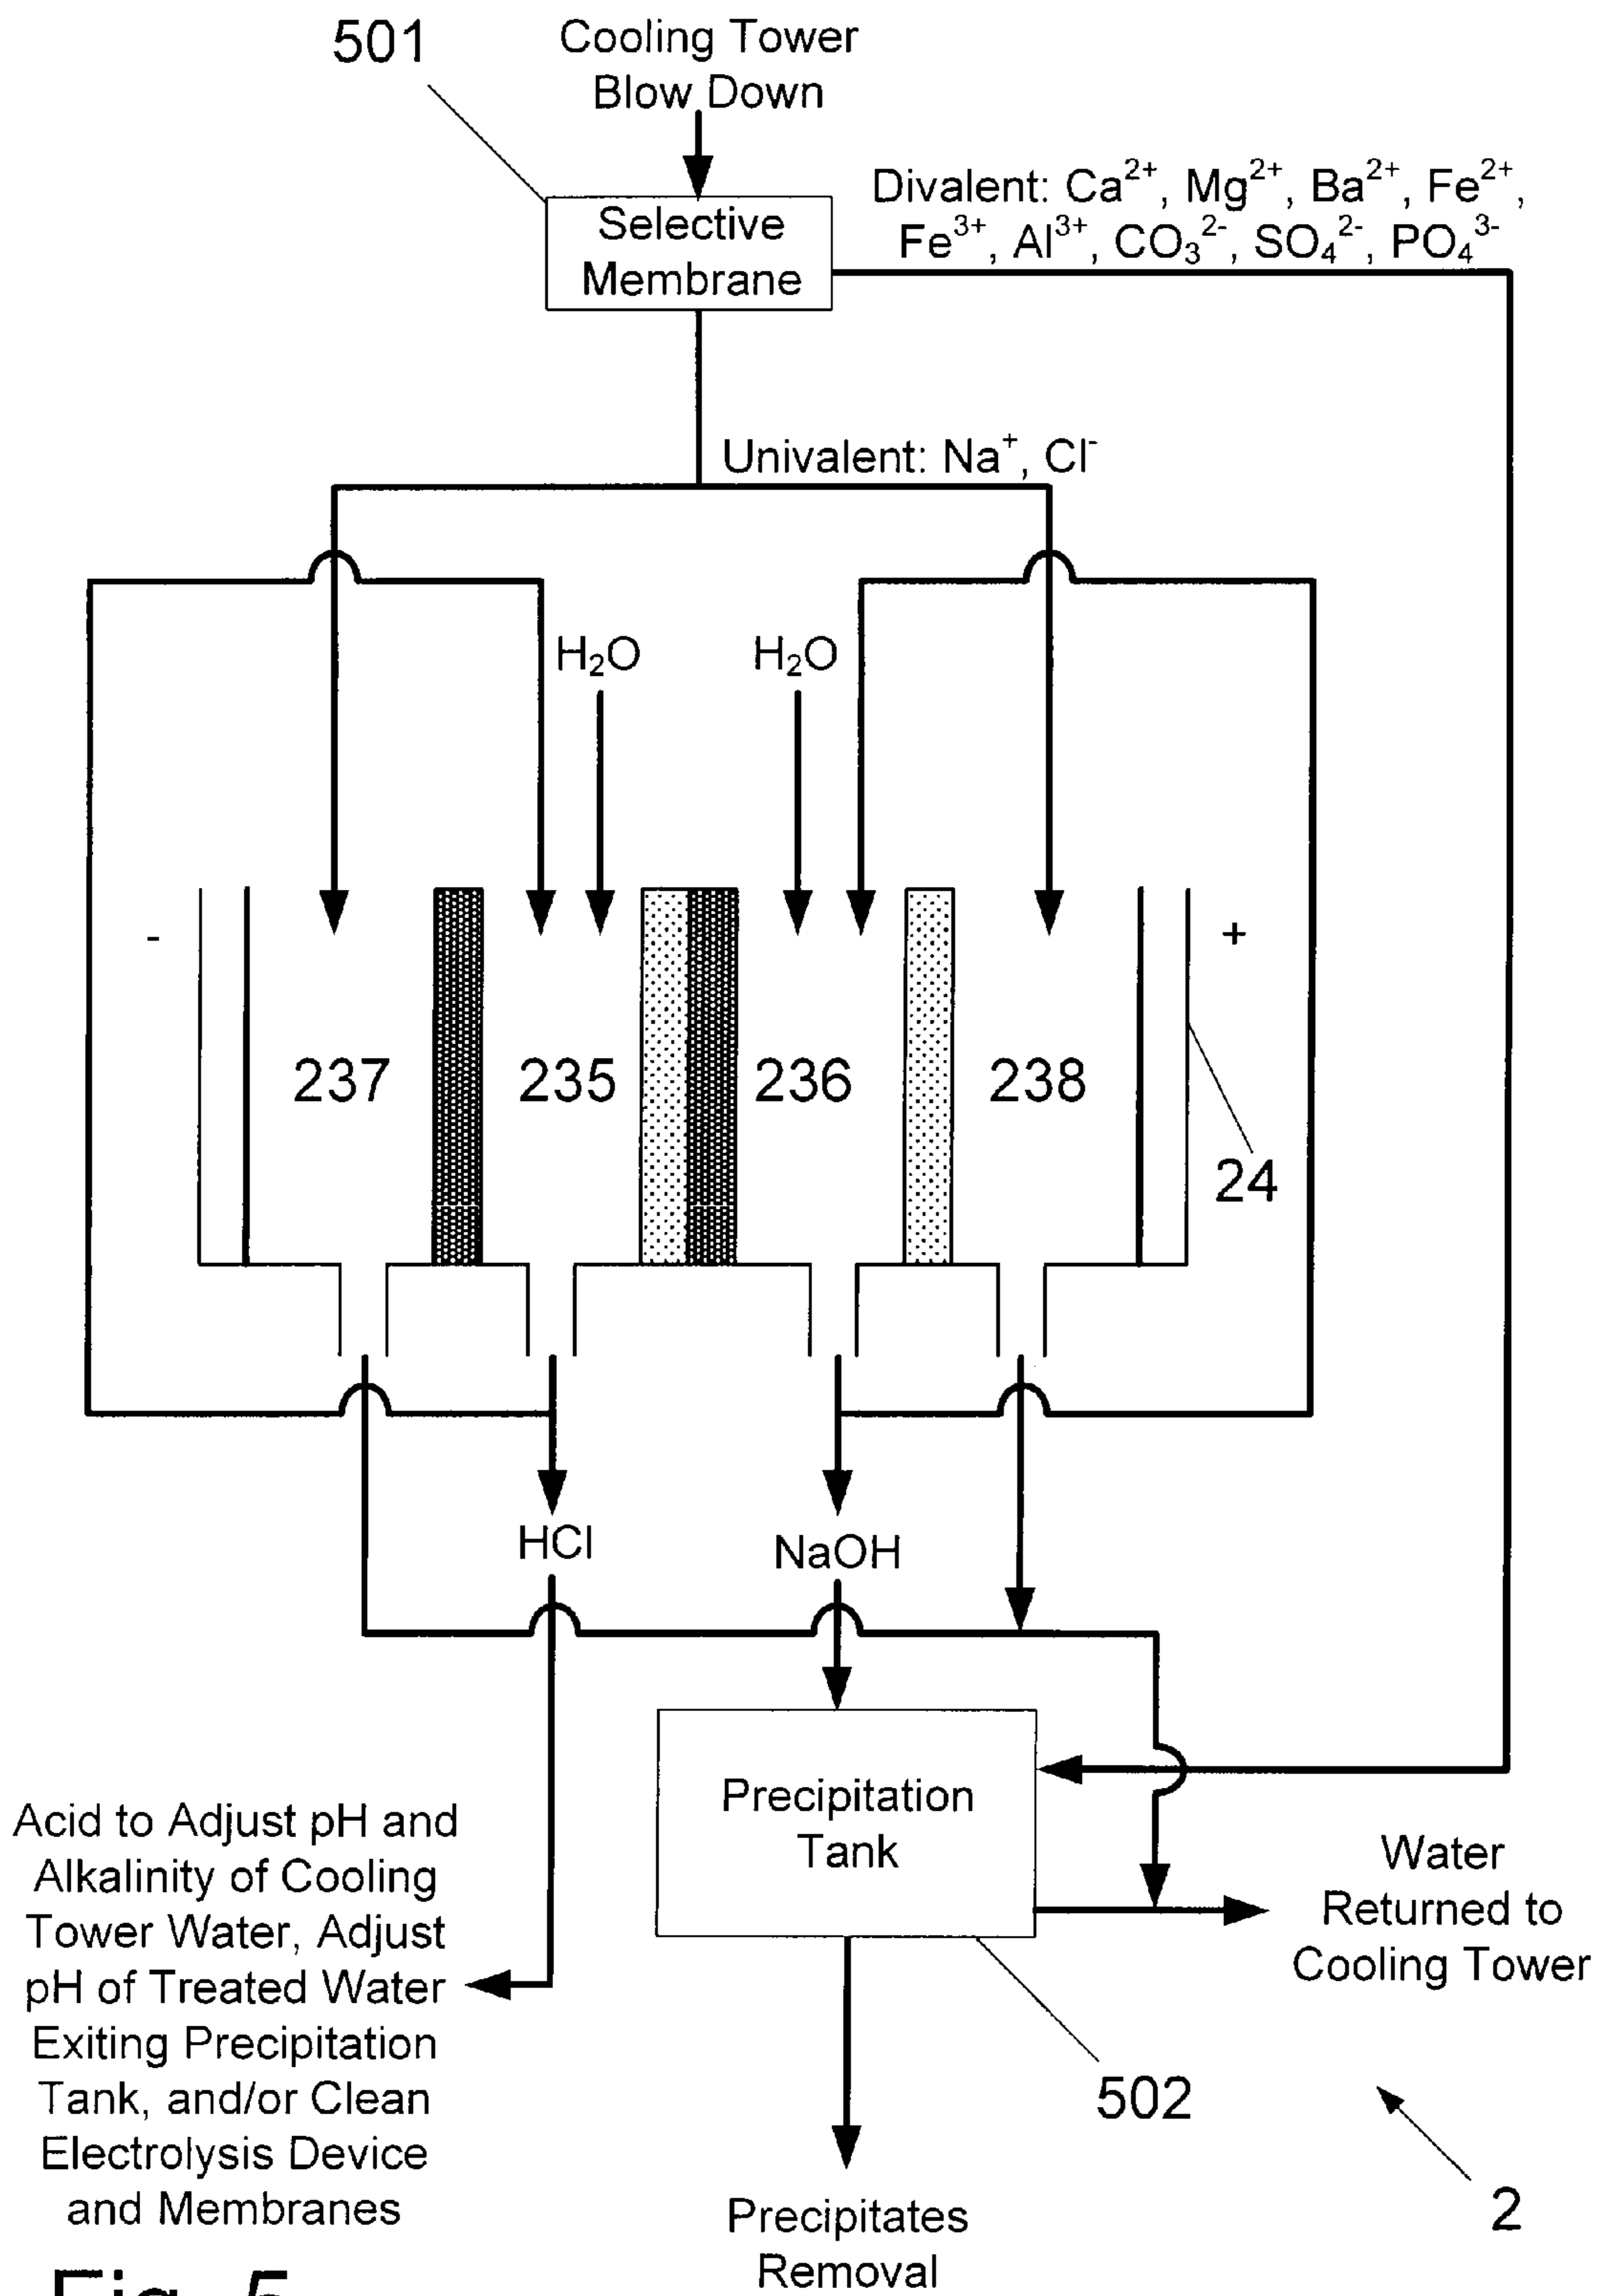 501
Cooling Tower
Blow Down
Selective
Membrane
Divalent: Ca²⁺, Mg²⁺, Ba²⁺, Fe²⁺,
Fe³⁺, Al³⁺, CO₃²⁻, SO₄²⁻, PO₄³⁻
Univalent: Na⁺, Cl⁻
H₂O
H₂O
-
+
237
235
236
238
24
HCl
NaOH
Precipitation
Tank
Acid to Adjust pH and
Alkalinity of Cooling
Tower Water, Adjust
pH of Treated Water
Exiting Precipitation
Tank, and/or Clean
Electrolysis Device
and Membranes
Water
Returned to
Cooling Tower
502
2
Precipitates
Removal
Fig. 5